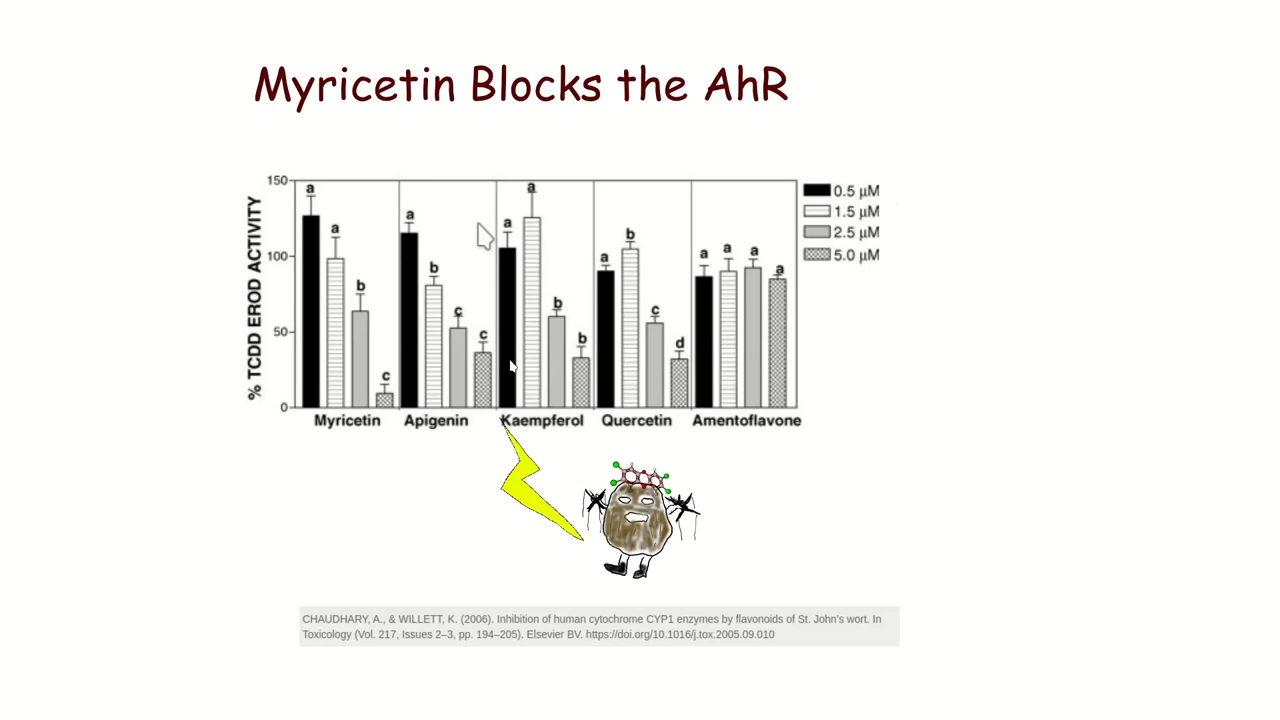 Myricetin Blocks the AhR
% TCDD EROD ACTIVITY
150
100
50
0
a a b c
a b c c
a a b b
a b c d
a a a a
0.5 µM
1.5 µM
2.5 µM
5.0 µM
Myricetin Apigenin Kaempferol Quercetin Amentoflavone
CHAUDHARY, A., & WILLETT, K. (2006). Inhibition of human cytochrome CYP1 enzymes by flavonoids of St. John's wort. In
Toxicology (Vol. 217, Issues 2–3, pp. 194–205). Elsevier BV. https://doi.org/10.1016/j.tox.2005.09.010